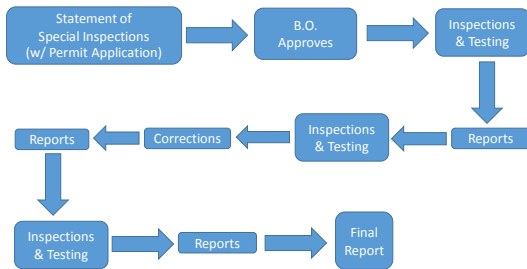 Statement of
Special Inspections
(w/ Permit Application)
B.O.
Approves
Inspections
& Testing
Reports
Inspections
& Testing
Corrections
Reports
Inspections
& Testing
Reports
Final
Report